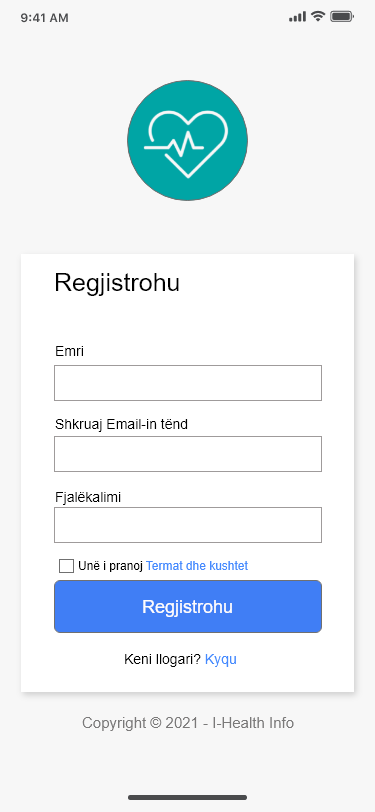 9:41 AM
Regjistrohu
Emri
Shkruaj Email-in tënd
Fjalëkalimi
Unë i pranoj Termat dhe kushtet
Regjistrohu
Keni llogari? Kyqu
Copyright © 2021 - I-Health Info